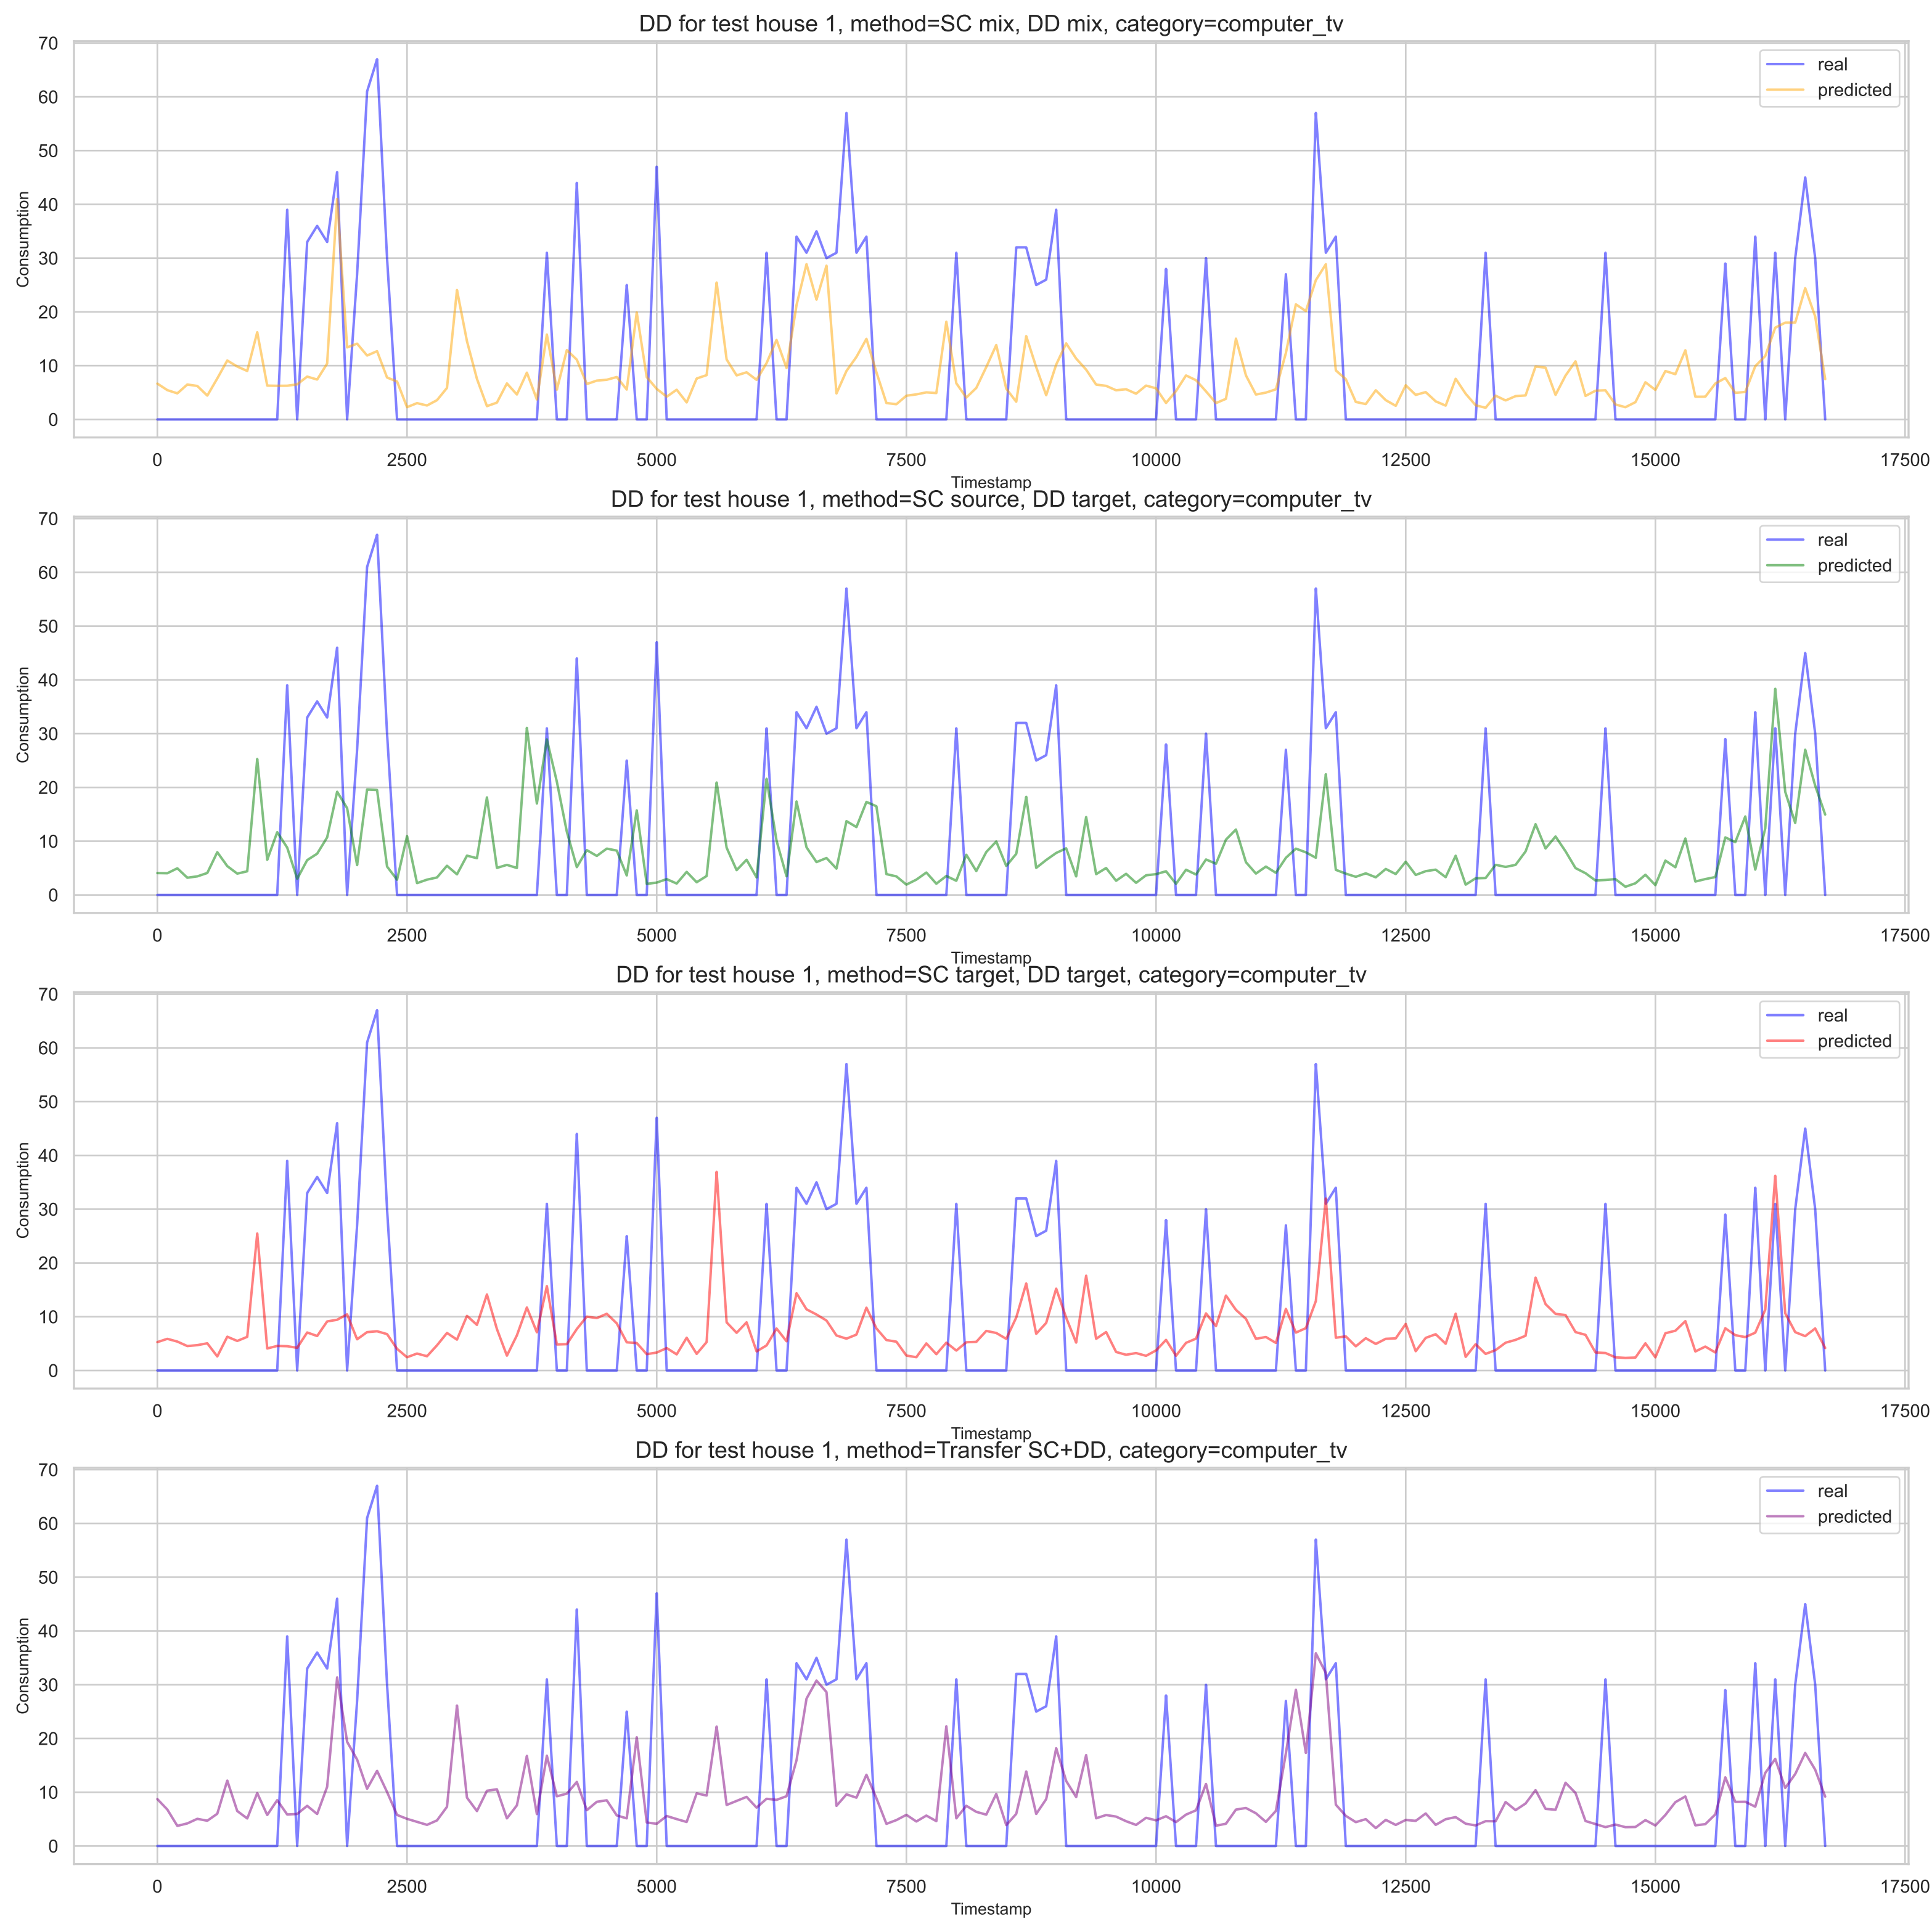 DD for test house 1, method=SC mix, DD mix, category=computer_tv
70
60
50
40
30
20
10
0
Consumption
real
predicted
0 2500 5000 7500 10000 12500 15000 17500
Timestamp
DD for test house 1, method=SC source, DD target, category=computer_tv
70
60
50
40
30
20
10
0
Consumption
real
predicted
0 2500 5000 7500 10000 12500 15000 17500
Timestamp
DD for test house 1, method=SC target, DD target, category=computer_tv
70
60
50
40
30
20
10
0
Consumption
real
predicted
0 2500 5000 7500 10000 12500 15000 17500
Timestamp
DD for test house 1, method=Transfer SC+DD, category=computer_tv
70
60
50
40
30
20
10
0
Consumption
real
predicted
0 2500 5000 7500 10000 12500 15000 17500
Timestamp